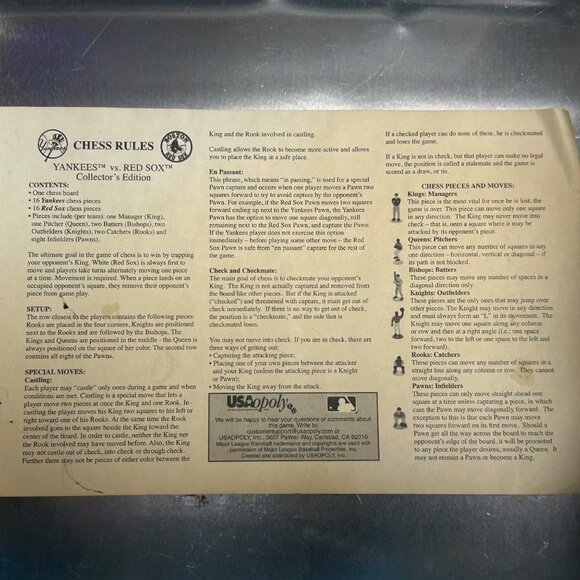 Yankees
CHESS RULES
BOSTON
RED SOX
YANKEES™ vs. RED SOX™
Collector's Edition
CONTENTS:
• One chess board
• 16 Yankee chess pieces
• 16 Red Sox chess pieces
• Pieces include (per team): one Manager (King),
one Pitcher (Queen), two Batters (Bishops), two
Outfielders (Knights), two Catchers (Rooks) and
eight Infielders (Pawns).
The ultimate goal in the game of chess is to win by trapping
your opponent's King. White (Red Sox) is always first to
move and players take turns alternately moving one piece
at a time. Movement is required. When a piece lands on an
occupied square, they remove their opponent's
piece from game play.
SETUP:
The row closest to the players contains the following pieces:
Rooks are placed in the four corners, Knights are positioned
next to the Rooks and are followed by the Bishops. The
Kings and Queens are positioned in the middle - the Queen is
always positioned on the square of her color. The second row
contains all eight of the Pawns.
SPECIAL MOVES:
Castling:
Each player may "castle" only once during a game and when
conditions are met. Castling is a special move that lets a
player move two pieces at once the King and one Rook. In
castling the player moves his King two squares to his left or
right toward one of his Rooks. At the same time the Rook
involved goes to the square beside the King toward the
center of the board. In order to castle, neither the King nor
the Rook involved may have moved before. Also, the King
may not castle out of check, into check or through check.
Further there may not be pieces of either color between the
King and the Rook involved in castling.
Castling allows the Rook to become more active and allows
you to place the King in a safe place.
En Passant:
This phrase, which means "in passing," is used for a special
Pawn capture and occurs when one player moves a Pawn two
squares forward to try to avoid capture by the opponent's
Pawn. For example, if the Red Sox Pawn moves two squares
forward ending up next to the Yankees Pawn, the Yankees
Pawn has the option to move one square diagonally, still
remaining next to the Red Sox Pawn, and capture the Pawn.
If the Yankees player does not exercise this option
immediately – before playing some other move – the Red
Sox Pawn is safe from "en passant" capture for the rest of
the game.
Check and Checkmate:
The main goal of chess is to checkmate your opponent's
King. The King is not actually captured and removed from
the board like other pieces. But if the King is attacked
("checked") and threatened with capture, it must get out of
check immediately. If there is no way to get out of check,
the position is a "checkmate," and the side that is
checkmated loses.
You may not move into check. If you are in check, there are
three ways of getting out:
• Capturing the attacking piece.
• Placing one of your own pieces between the attacker
and your King (unless the attacking piece is a Knight
or Pawn);
• Moving the King away from the attack.
USAopoly
We will be happy to hear your questions or comments about
this game. Write to:
customersupport@usaopoly.com or
USAOPOLY, Inc., 5607 Palmer Way, Carlsbad, CA 92010
Major League Baseball trademarks and copyrights are used with
permission of Major League Baseball Properties, Inc.
Created and distributed by USAOPOLY, Inc.
If a checked player can do none of these, he is checkmated
and loses the game.
If a King is not in check, but that player can make no legal
move, the position is called a stalemate and the game is
scored as a draw, or tie.
CHESS PIECES AND MOVES:
Kings: Managers
This piece is the most vital for once he is lost, the
game is over. This piece can move only one square
in any direction. The King may never move into
check – that is, onto a square where it may be
attacked by its opponent's piece.
Queens: Pitchers
This piece can move any number of squares in any
one direction – horizontal, vertical or diagonal – if
its path is not blocked.
Bishops: Batters
These pieces may move any number of spaces in a
diagonal direction only.
Knights: Outfielders
These pieces are the only ones that may jump over
other pieces. The Knight may move in any direction
and must always form an "L" in its movement. The
Knight may move one square along any column
or row and then at a right angle (i.e.: one space
forward, two to the left or one space to the left and
two forward).
Rooks: Catchers
These pieces can move any number of squares in a
straight line along any column or row. They cannot
move diagonally.
Pawns: Infielders
These pieces can only move straight ahead one
square at a time unless capturing a piece, in which
case the Pawn may move diagonally forward. The
exception to this is that each Pawn may move
two squares forward on its first move. Should a
Pawn get all the way across the board to reach the
opponent's edge of the board, it will be promoted
to any piece the player desires, usually a Queen. It
may not remain a Pawn or become a King.